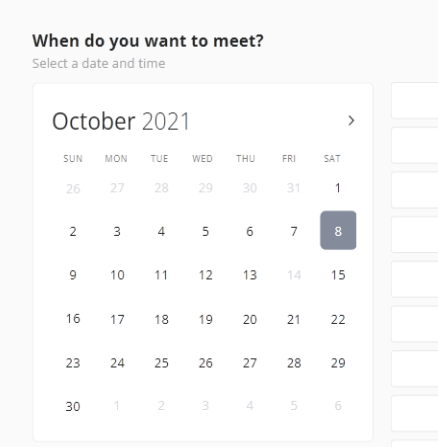 When do you want to meet?
Select a date and time
October 2021
SUN MON TUE WED THU FRI SAT
26 27 28 29 30 31 1
2 3 4 5 6 7 8
9 10 11 12 13 14 15
16 17 18 19 20 21 22
23 24 25 26 27 28 29
30 1 2 3 4 5 6